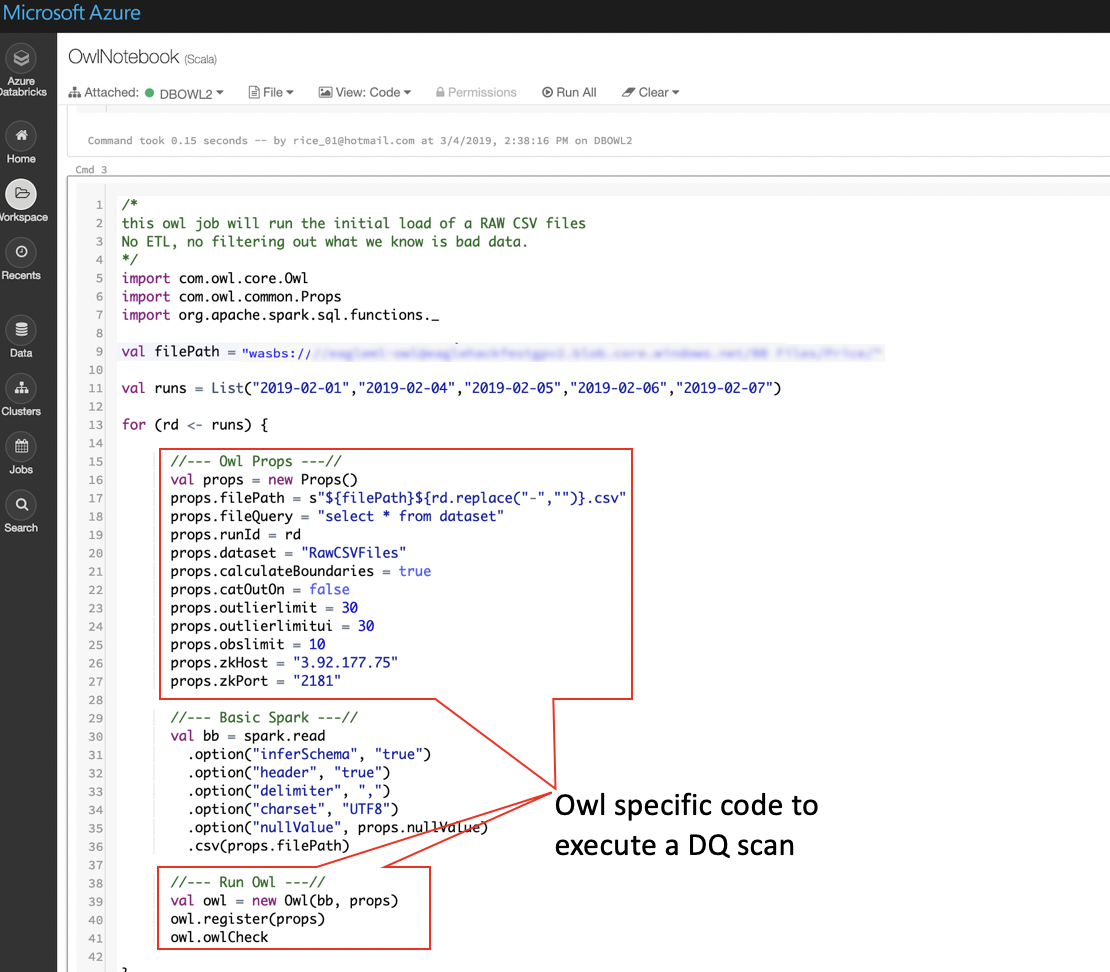 Microsoft Azure
Azure
Databricks
Home
Workspace
Recents
Data
Clusters
Jobs
Search
OwlNotebook (Scala)
Attached: DBOWL2 File View: Code Permissions Run All Clear
Command took 0.15 seconds -- by rice_01@hotmail.com at 3/4/2019, 2:38:16 PM on DBOWL2
Cmd 3
1 /*
2 this owl job will run the initial load of a RAW CSV files
3 No ETL, no filtering out what we know is bad data.
4 */
5 import com.owl.core.Owl
6 import com.owl.common.Props
7 import org.apache.spark.sql.functions._
8
9 val filePath = "wasbs://
10
11 val runs = List("2019-02-01","2019-02-04","2019-02-05","2019-02-06","2019-02-07")
12
13 for (rd <- runs) {
14
15 //--- Owl Props ---//
16 val props = new Props()
17 props.filePath = s"${filePath}${rd.replace("-","")}.csv"
18 props.fileQuery = "select * from dataset"
19 props.runId = rd
20 props.dataset = "RawCSVFiles"
21 props.calculateBoundaries = true
22 props.catOutOn = false
23 props.outlierlimit = 30
24 props.outlierlimitui = 30
25 props.obslimit = 10
26 props.zkHost = "3.92.177.75"
27 props.zkPort = "2181"
28
29 //--- Basic Spark ---//
30 val bb = spark.read
31 .option("inferSchema", "true")
32 .option("header", "true")
33 .option("delimiter", ",")
34 .option("charset", "UTF8")
35 .option("nullValue", props.nullValue)
36 .csv(props.filePath)
37
38 //--- Run Owl ---//
39 val owl = new Owl(bb, props)
40 owl.register(props)
41 owl.owlCheck
42
}
Owl specific code to
execute a DQ scan